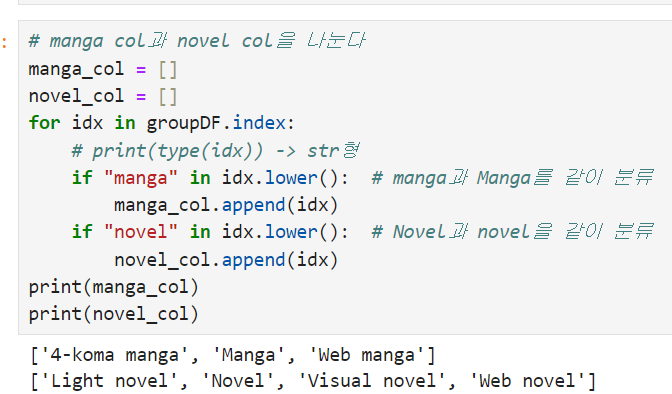 :
# manga col과 novel col을 나눈다
manga_col = []
novel_col = []
for idx in groupDF.index:
    # print(type(idx)) -> str형
    if "manga" in idx.lower():  # manga과 Manga를 같이 분류
        manga_col.append(idx)
    if "novel" in idx.lower():  # Novel과 novel을 같이 분류
        novel_col.append(idx)
print(manga_col)
print(novel_col)
['4-koma manga', 'Manga', 'Web manga']
['Light novel', 'Novel', 'Visual novel', 'Web novel']